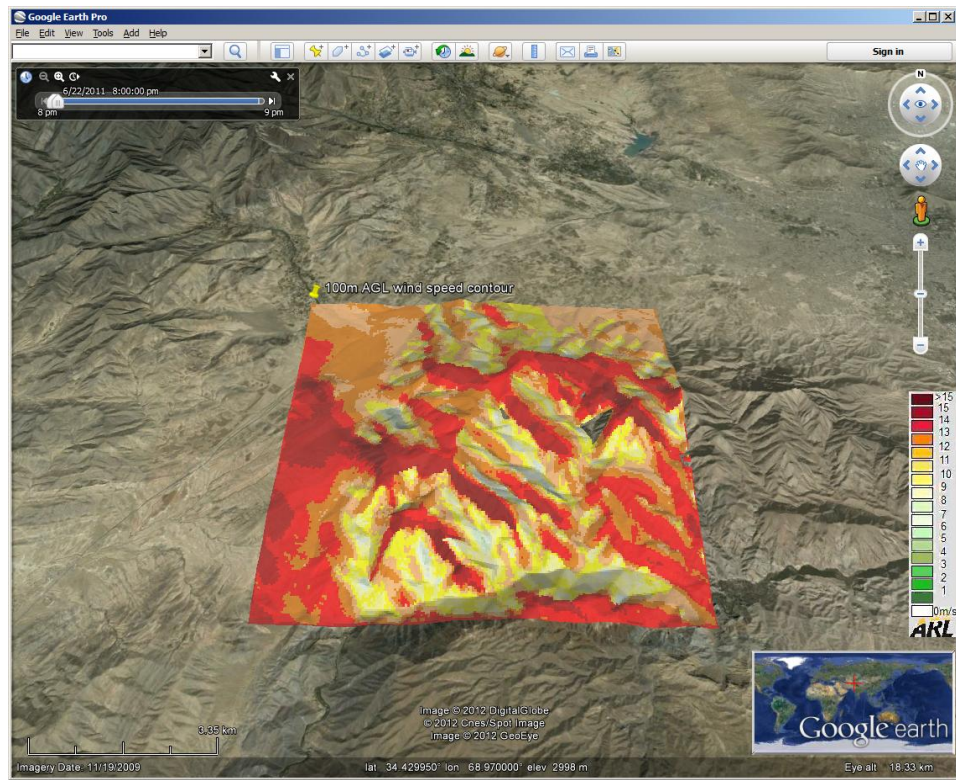 Google Earth Pro
File Edit View Tools Add Help
Sign in
6/22/2011 8:00:00 pm
8 pm 9 pm
N
100m AGL wind speed contour
>15
15
14
13
12
11
10
9
8
7
6
5
4
3
2
1
0m/s
ARL
Image © 2012 DigitalGlobe
© 2012 Cnes/Spot Image
Image © 2012 GeoEye
Google earth
3.35 km
Imagery Date: 11/19/2009 lat 34.429950° lon 68.970000° elev 2998 m Eye alt 18.33 km